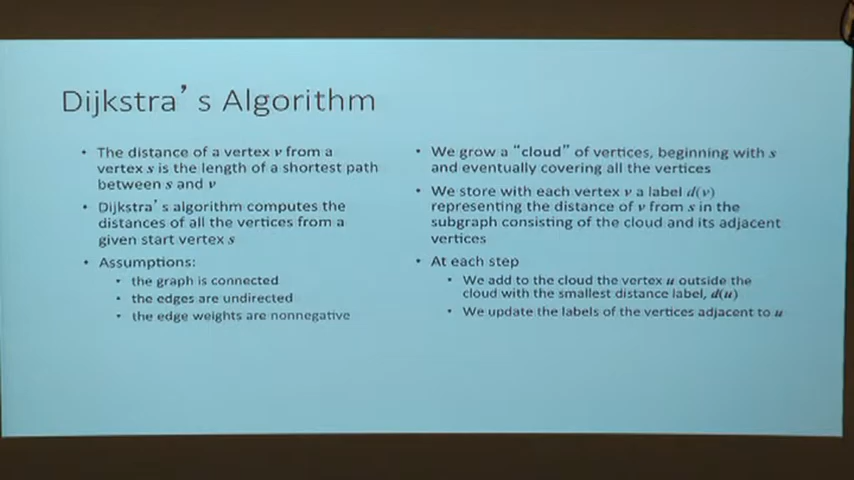 Dijkstra's Algorithm
• The distance of a vertex v from a
vertex s is the length of a shortest path
between s and v
• Dijkstra's algorithm computes the
distances of all the vertices from a
given start vertex s
• Assumptions:
• the graph is connected
• the edges are undirected
• the edge weights are nonnegative
• We grow a "cloud" of vertices, beginning with s
and eventually covering all the vertices
• We store with each vertex v a label d(v)
representing the distance of v from s in the
subgraph consisting of the cloud and its adjacent
vertices
• At each step
• We add to the cloud the vertex u outside the
cloud with the smallest distance label, d(u)
• We update the labels of the vertices adjacent to u